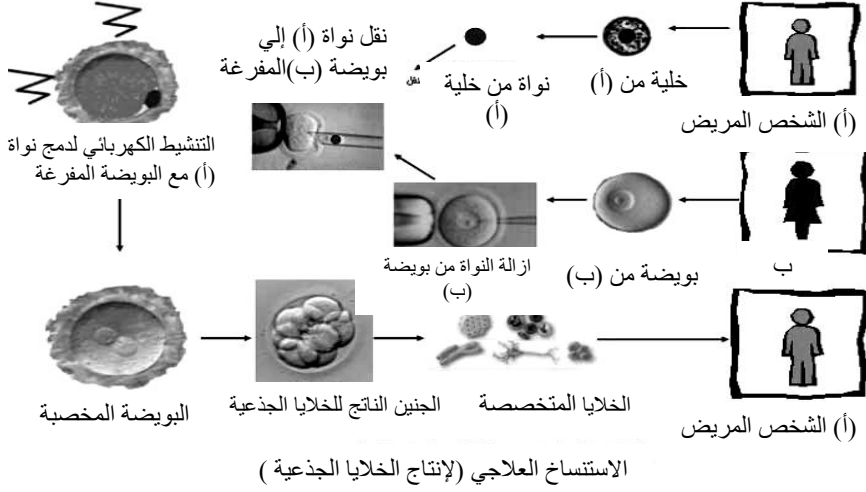 (أ) الشخص المريض
خلية من (أ)
نواة من خلية
(أ)
نقل
نقل نواة (أ) إلي
بويضة (ب)المفرغة
ب
بويضة من (ب)
ازالة النواة من بويضة
(ب)
التنشيط الكهربائي لدمج نواة
(أ) مع البويضة المفرغة
البويضة المخصبة
الجنين الناتج للخلايا الجذعية
الخلايا المتخصصة
(أ) الشخص المريض
الاستنساخ العلاجي (لإنتاج الخلايا الجذعية )